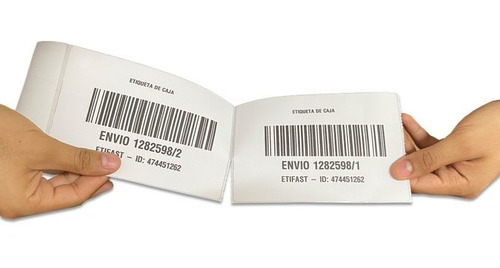 ETIQUETA DE CAJA
ENVIO 1282598/2
ETIFAST - ID: 474451262
ETIQUETA DE CAJA
ENVIO 1282598/1
ETIFAST - ID: 474451262